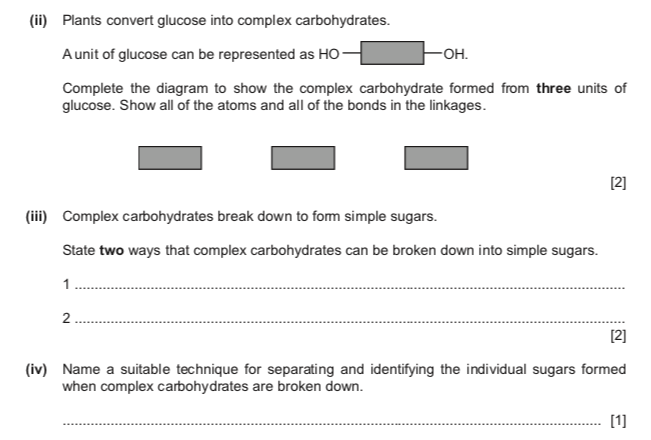 (ii) Plants convert glucose into complex carbohydrates.
A unit of glucose can be represented as HO OH.
Complete the diagram to show the complex carbohydrate formed from three units of
glucose. Show all of the atoms and all of the bonds in the linkages.
[2]
(iii) Complex carbohydrates break down to form simple sugars.
State two ways that complex carbohydrates can be broken down into simple sugars.
1
2
[2]
(iv) Name a suitable technique for separating and identifying the individual sugars formed
when complex carbohydrates are broken down.
[1]